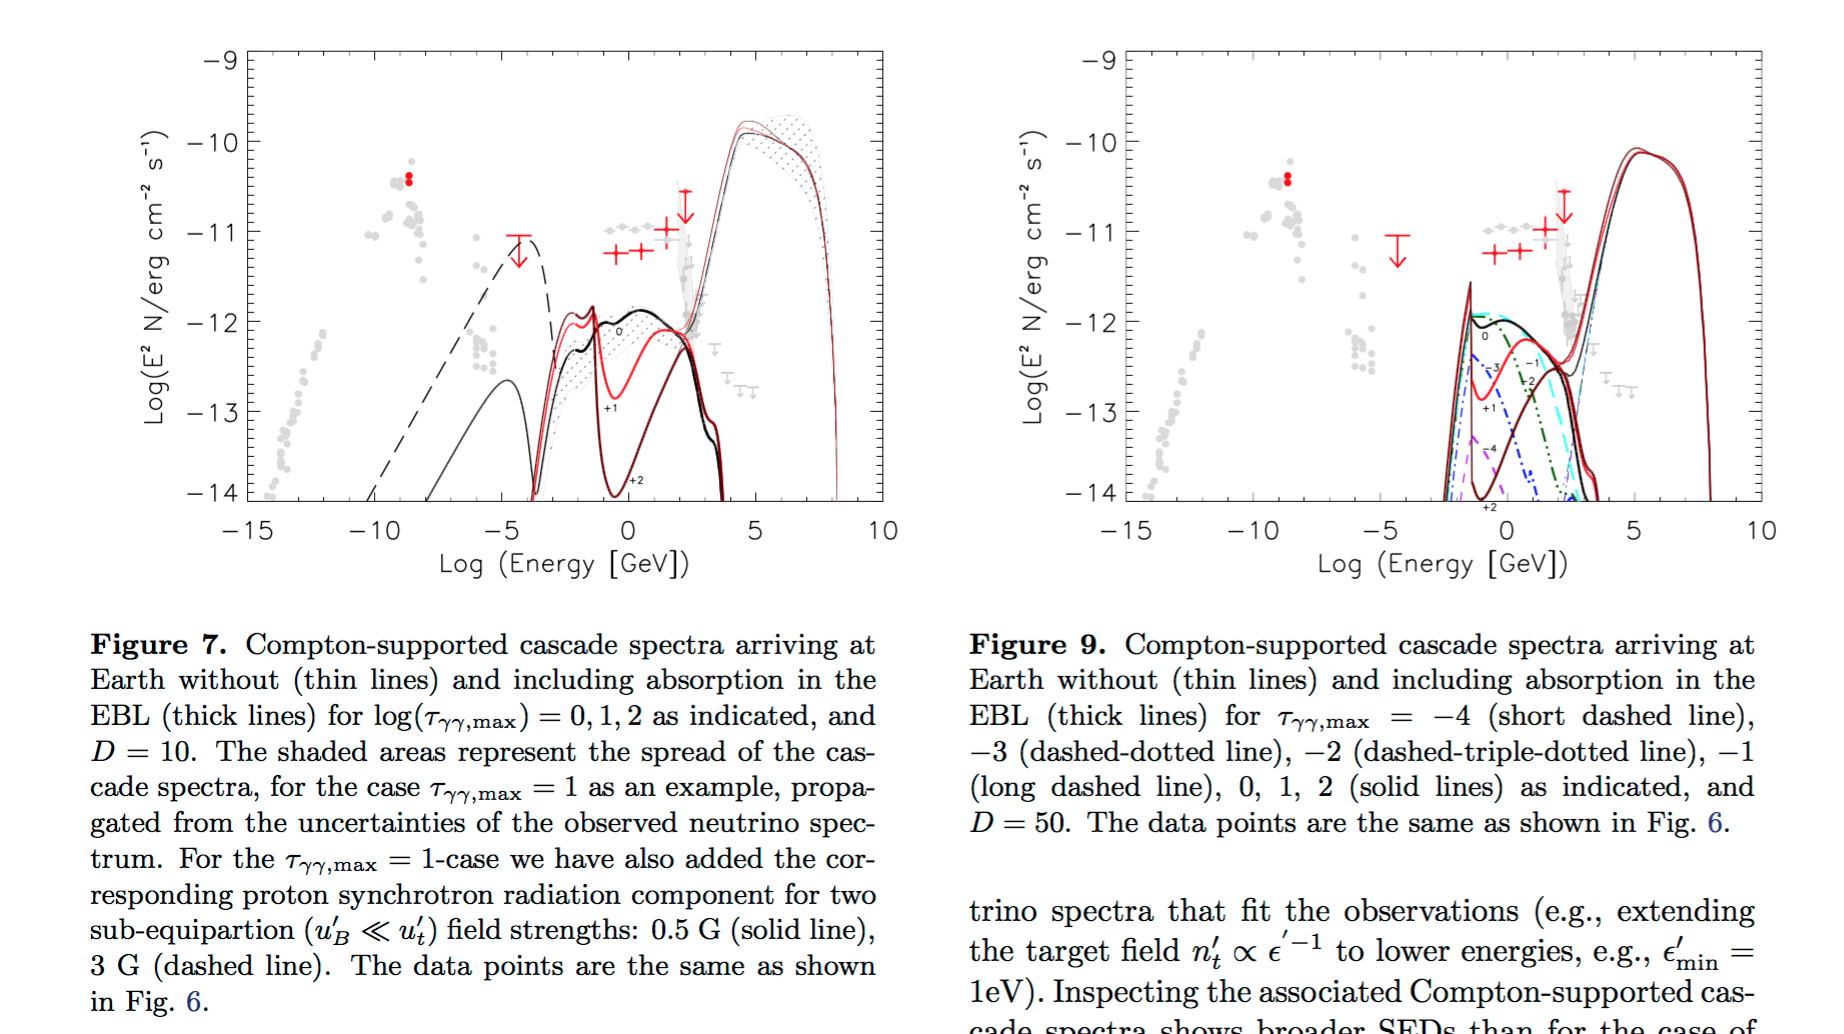 −9
−10
−11
−12
−13
−14
Log(E² N/erg cm⁻² s⁻¹)
0
+1
+2
−15 −10 −5 0 5 10
Log (Energy [GeV])
Figure 7. Compton-supported cascade spectra arriving at
Earth without (thin lines) and including absorption in the
EBL (thick lines) for log(τγγ,max) = 0, 1, 2 as indicated, and
D = 10. The shaded areas represent the spread of the cas-
cade spectra, for the case τγγ,max = 1 as an example, propa-
gated from the uncertainties of the observed neutrino spec-
trum. For the τγγ,max = 1-case we have also added the cor-
responding proton synchrotron radiation component for two
sub-equipartion (u′B ≪ u′t) field strengths: 0.5 G (solid line),
3 G (dashed line). The data points are the same as shown
in Fig. 6.
−9
−10
−11
−12
−13
−14
Log(E² N/erg cm⁻² s⁻¹)
0
−1
−3
−2
+1
−4
+2
−15 −10 −5 0 5 10
Log (Energy [GeV])
Figure 9. Compton-supported cascade spectra arriving at
Earth without (thin lines) and including absorption in the
EBL (thick lines) for τγγ,max = −4 (short dashed line),
−3 (dashed-dotted line), −2 (dashed-triple-dotted line), −1
(long dashed line), 0, 1, 2 (solid lines) as indicated, and
D = 50. The data points are the same as shown in Fig. 6.
trino spectra that fit the observations (e.g., extending
the target field n′t ∝ ϵ′−1 to lower energies, e.g., ϵ′min =
1eV). Inspecting the associated Compton-supported cas-
cade spectra shows broader SEDs than for the case of